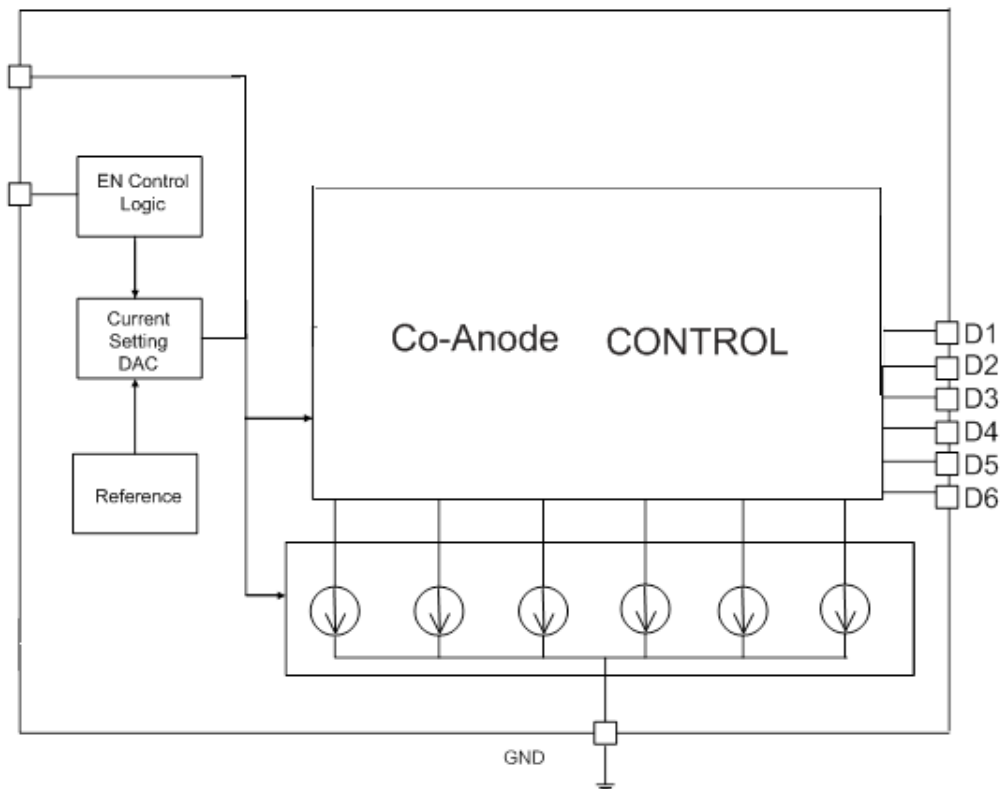 EN Control
Logic
Current
Setting
DAC
Reference
Co-Anode CONTROL
D1
D2
D3
D4
D5
D6
GND